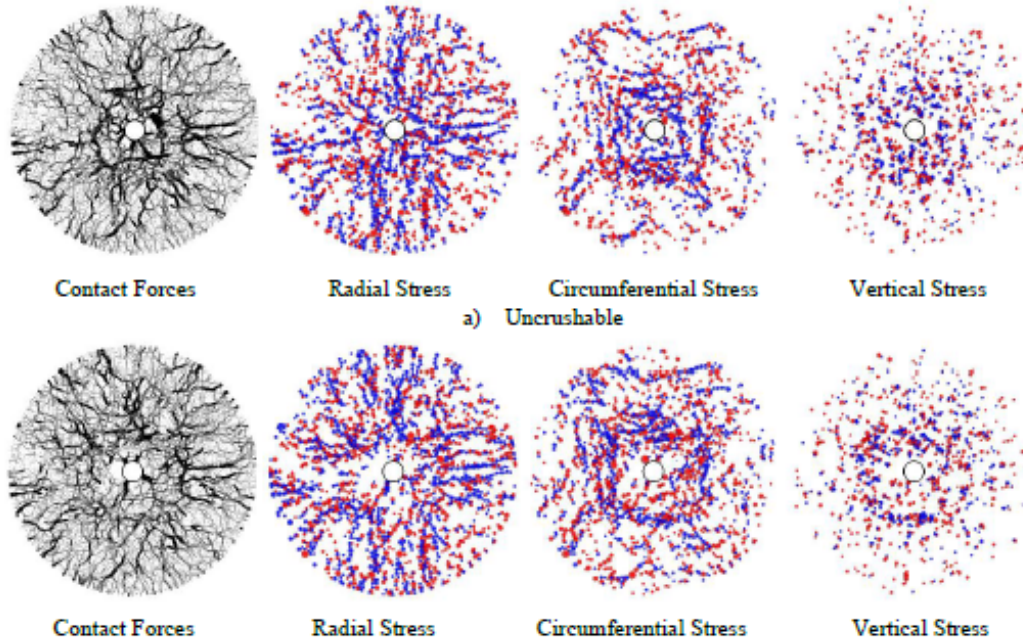 Contact Forces Radial Stress Circumferential Stress Vertical Stress
a) Uncrushable
Contact Forces Radial Stress Circumferential Stress Vertical Stress